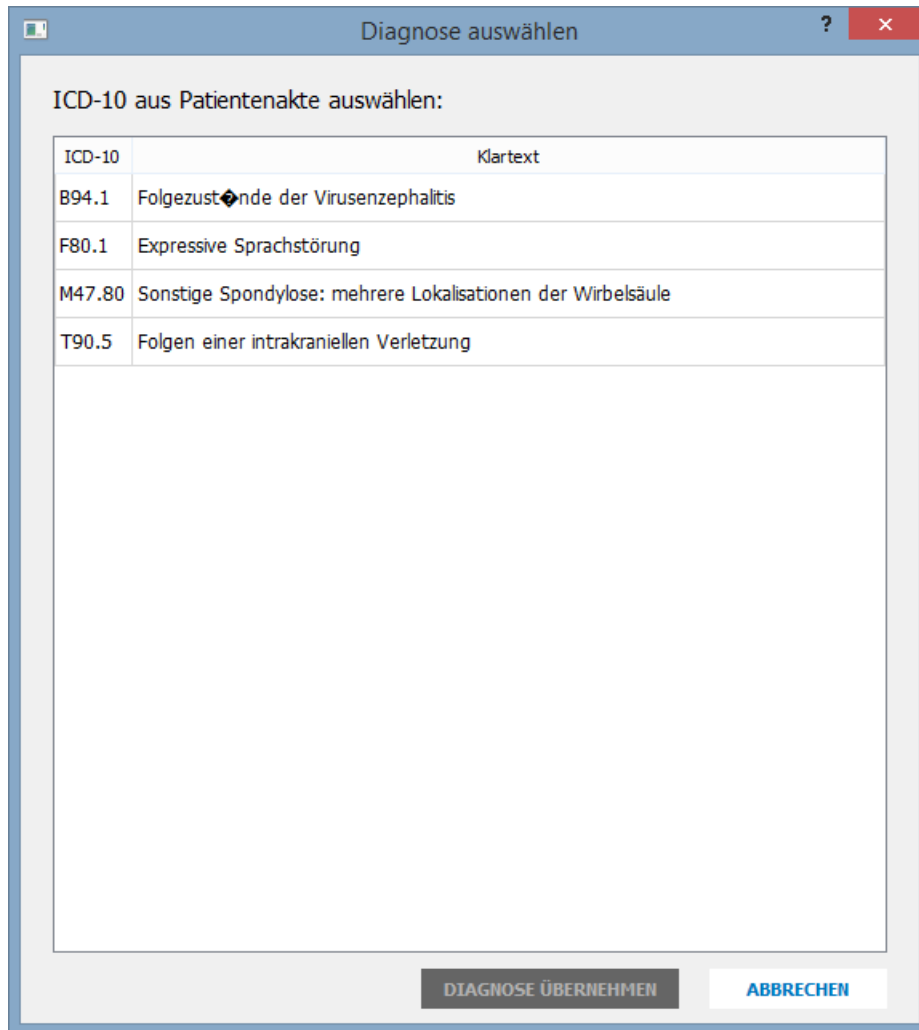 Diagnose auswählen
?
ICD-10 aus Patientenakte auswählen:
ICD-10 Klartext
B94.1 Folgezust�nde der Virusenzephalitis
F80.1 Expressive Sprachstörung
M47.80 Sonstige Spondylose: mehrere Lokalisationen der Wirbelsäule
T90.5 Folgen einer intrakraniellen Verletzung
DIAGNOSE ÜBERNEHMEN ABBRECHEN